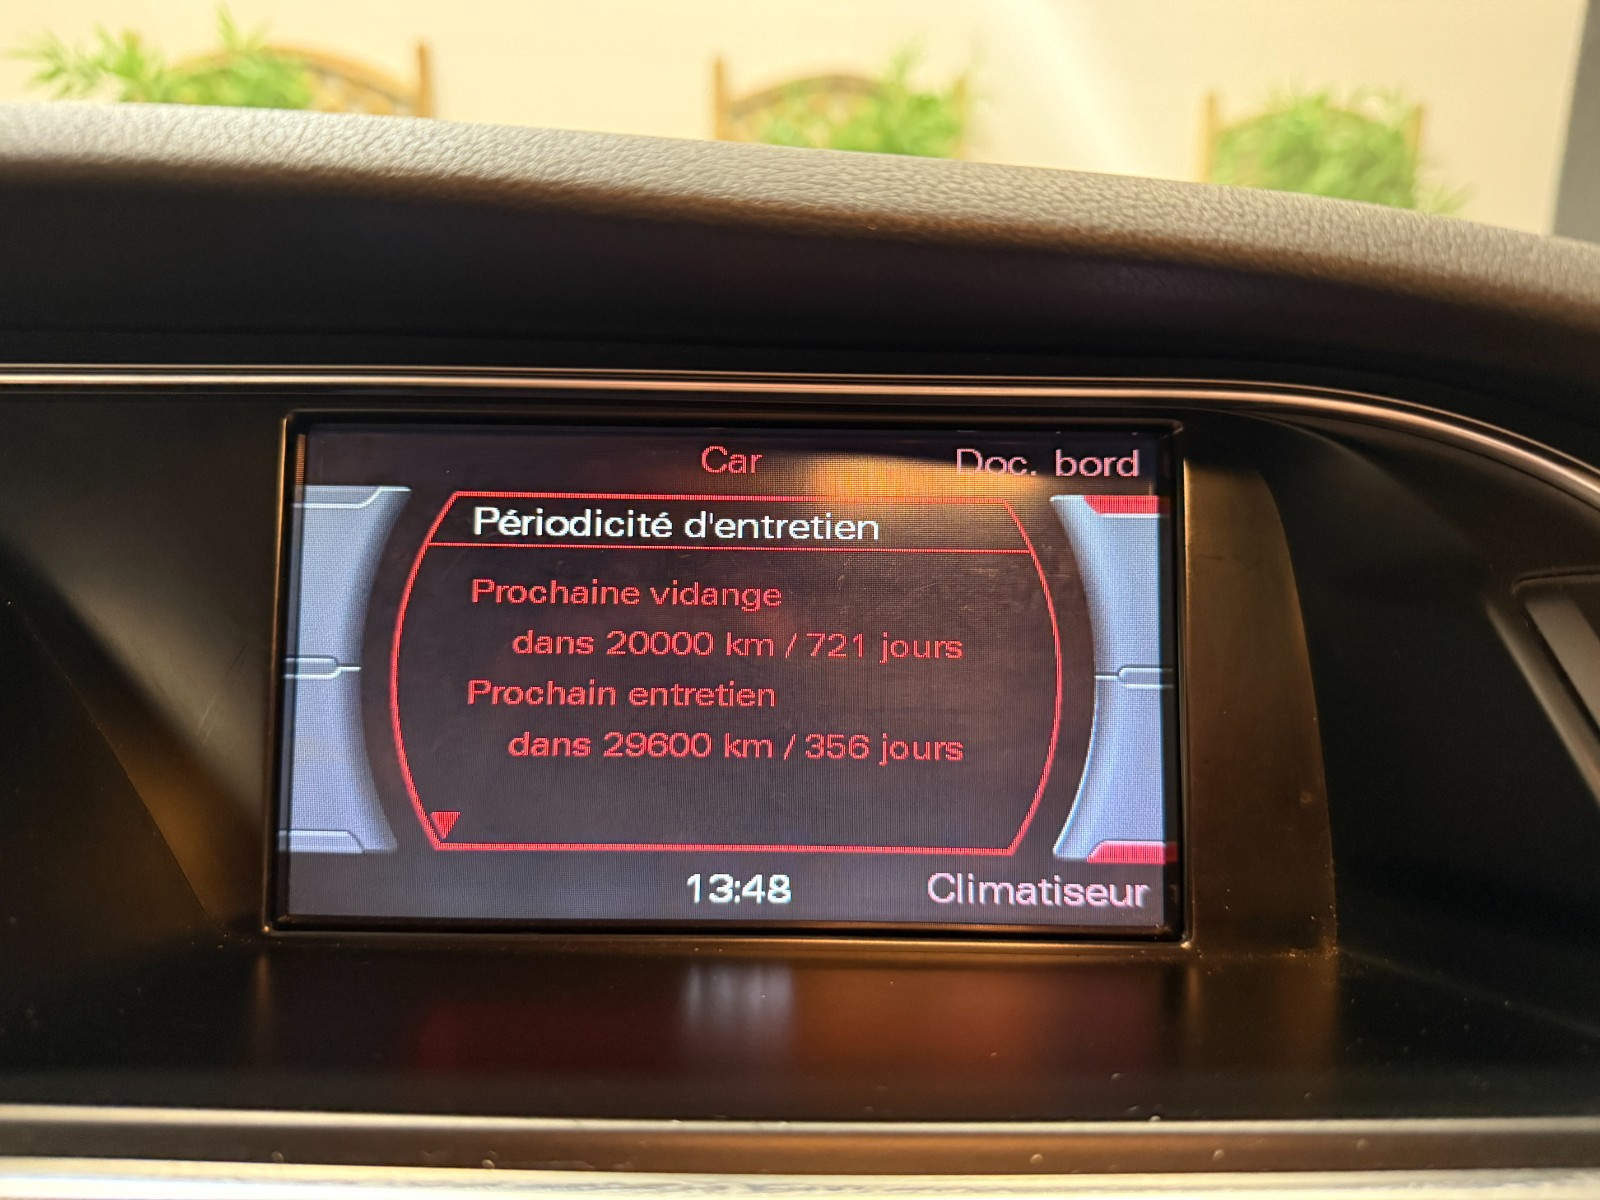 Car
Doc. bord
Périodicité d'entretien
Prochaine vidange
dans 20000 km / 721 jours
Prochain entretien
dans 29600 km / 356 jours
13:48
Climatiseur